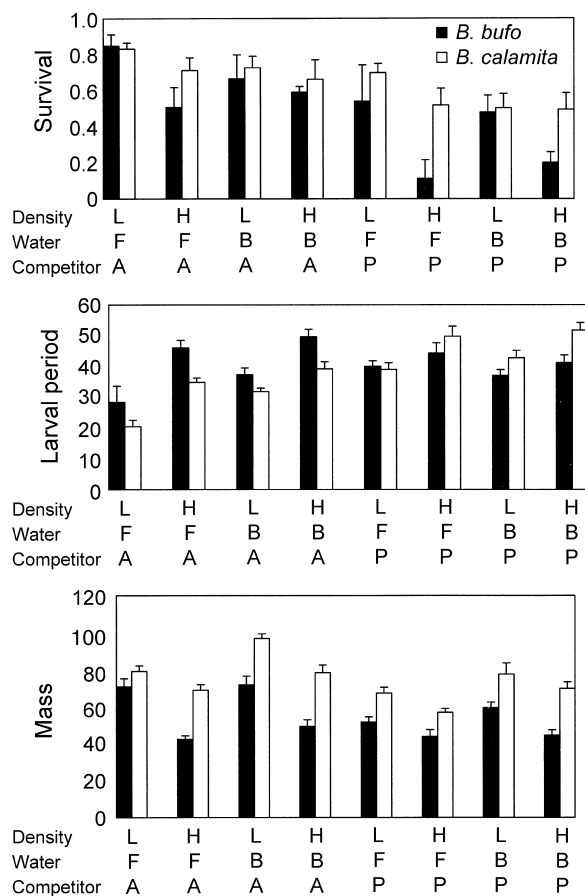 1.0
B. bufo
0.8
B. calamita
0.6
0.4
0.2
0
Survival
Density L H L H L H L H
Water F F B B F F B B
Competitor A A A A P P P P
60
50
40
30
20
10
0
Larval period
Density L H L H L H L H
Water F F B B F F B B
Competitor A A A A P P P P
120
100
80
60
40
20
0
Mass
Density L H L H L H L H
Water F F B B F F B B
Competitor A A A A P P P P